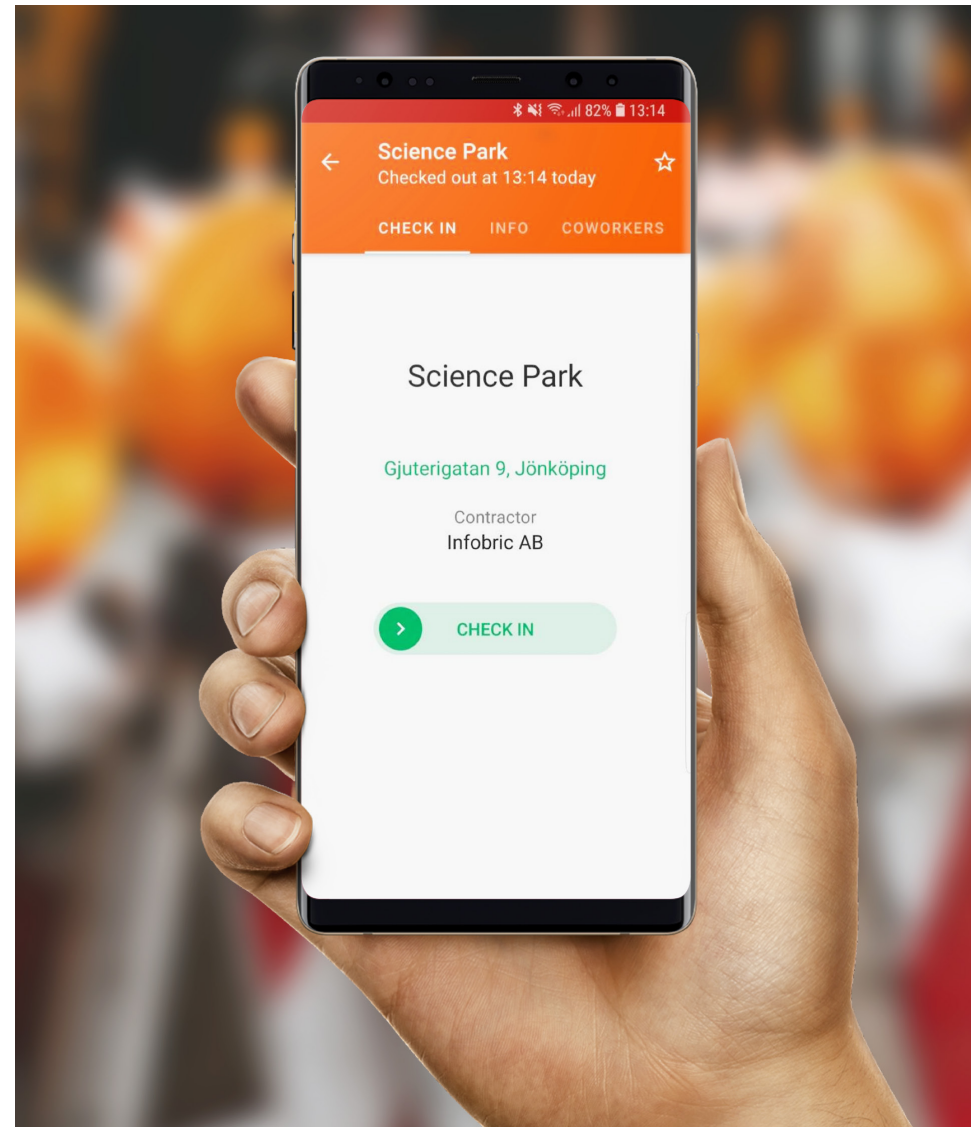 82% 13:14
Science Park
Checked out at 13:14 today
CHECK IN INFO COWORKERS
Science Park
Gjuterigatan 9, Jönköping
Contractor
Infobric AB
CHECK IN